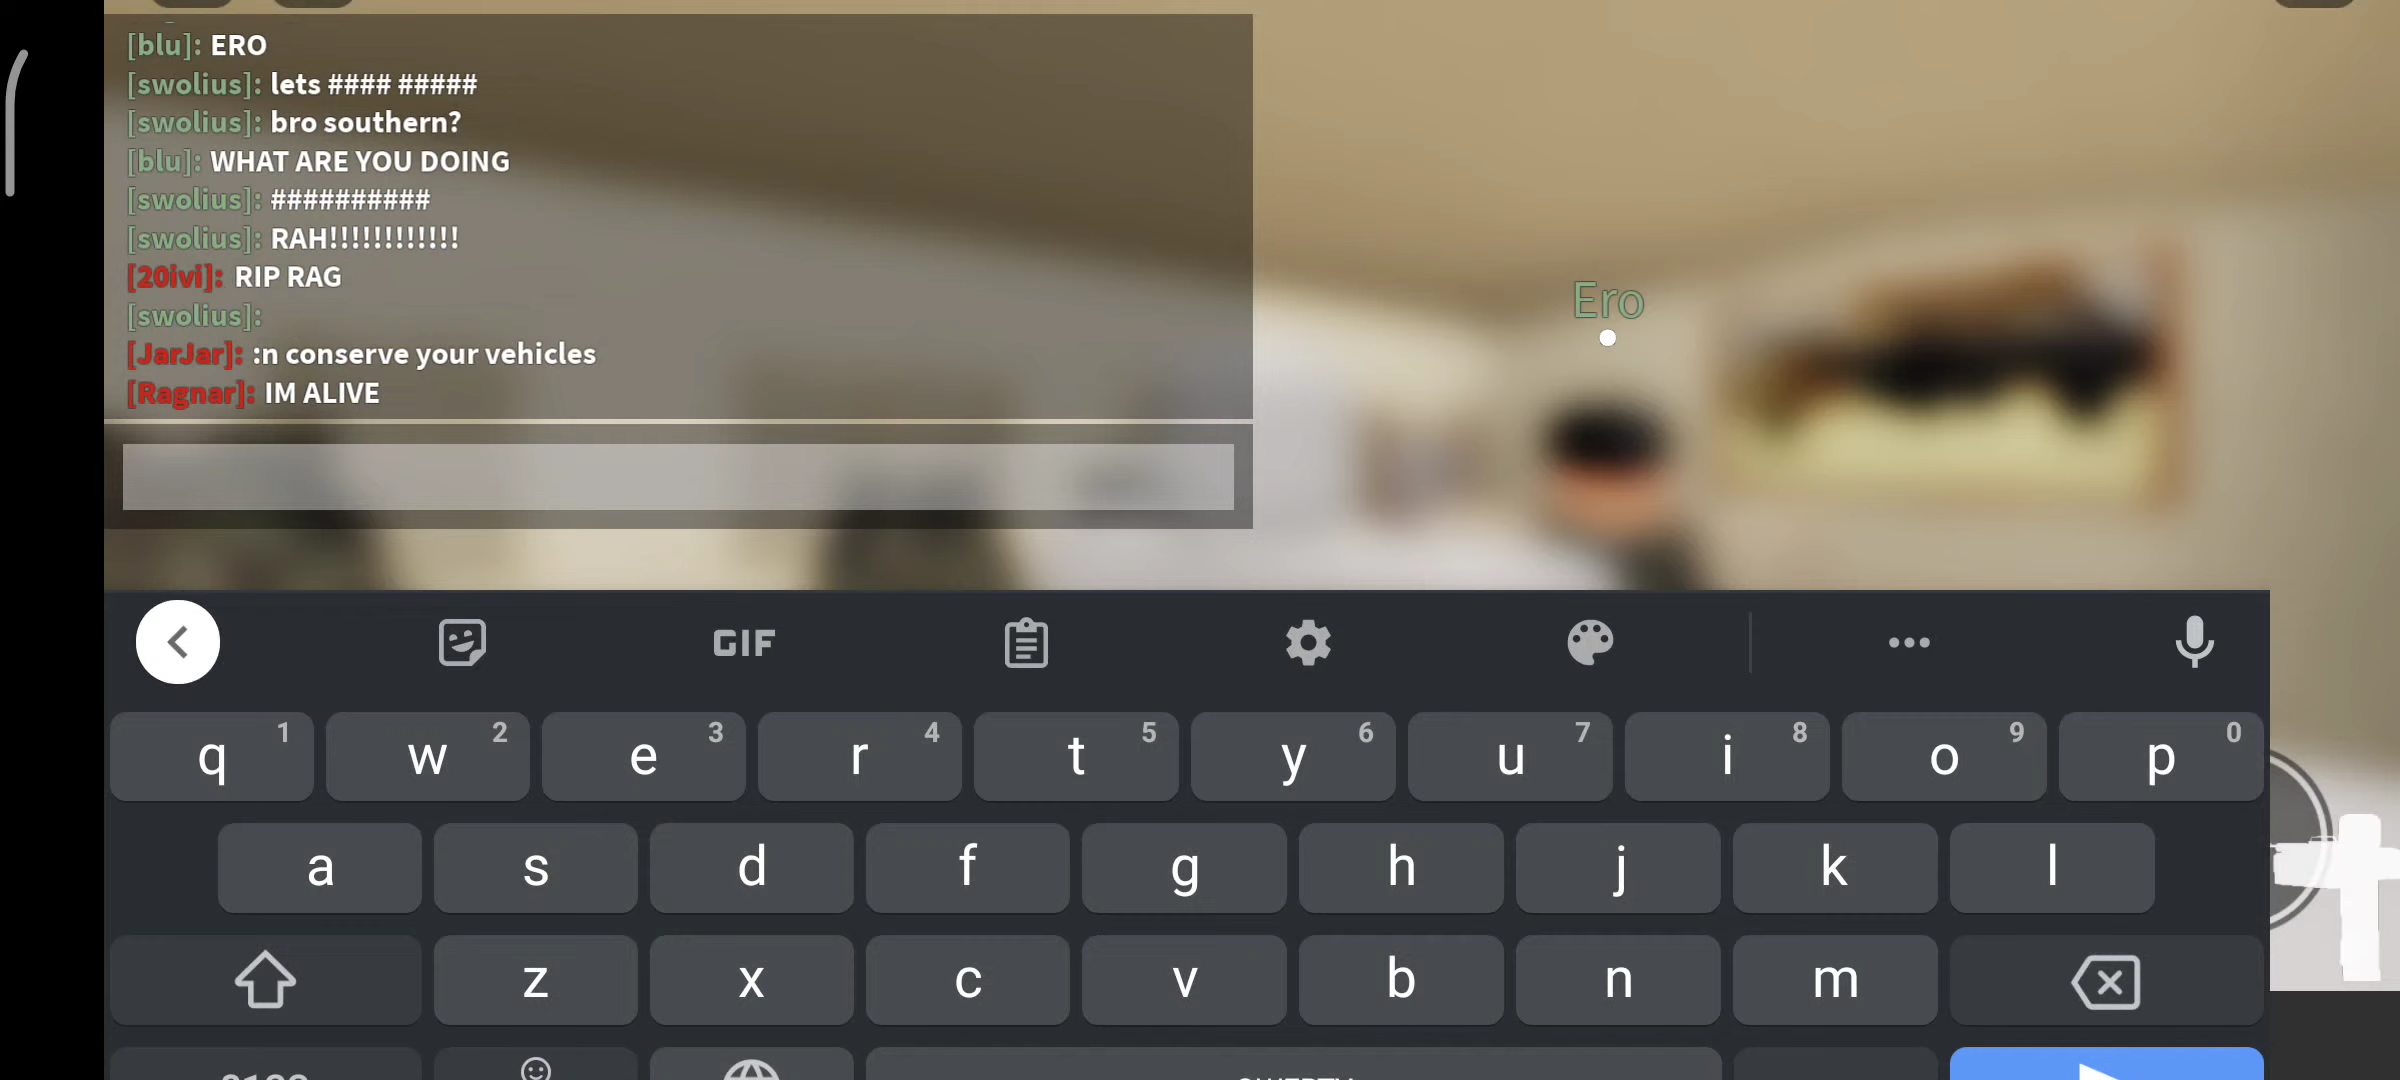 [blu]: ERO
[swolius]: lets #### #####
[swolius]: bro southern?
[blu]: WHAT ARE YOU DOING
[swolius]: ##########
[swolius]: RAH!!!!!!!!!!!!
[20ivi]: RIP RAG
[swolius]:
[JarJar]: :n conserve your vehicles
[Ragnar]: IM ALIVE
Ero
GIF
q 1 w 2 e 3 r 4 t 5 y 6 u 7 i 8 o 9 p 0
a s d f g h j k l
z x c v b n m